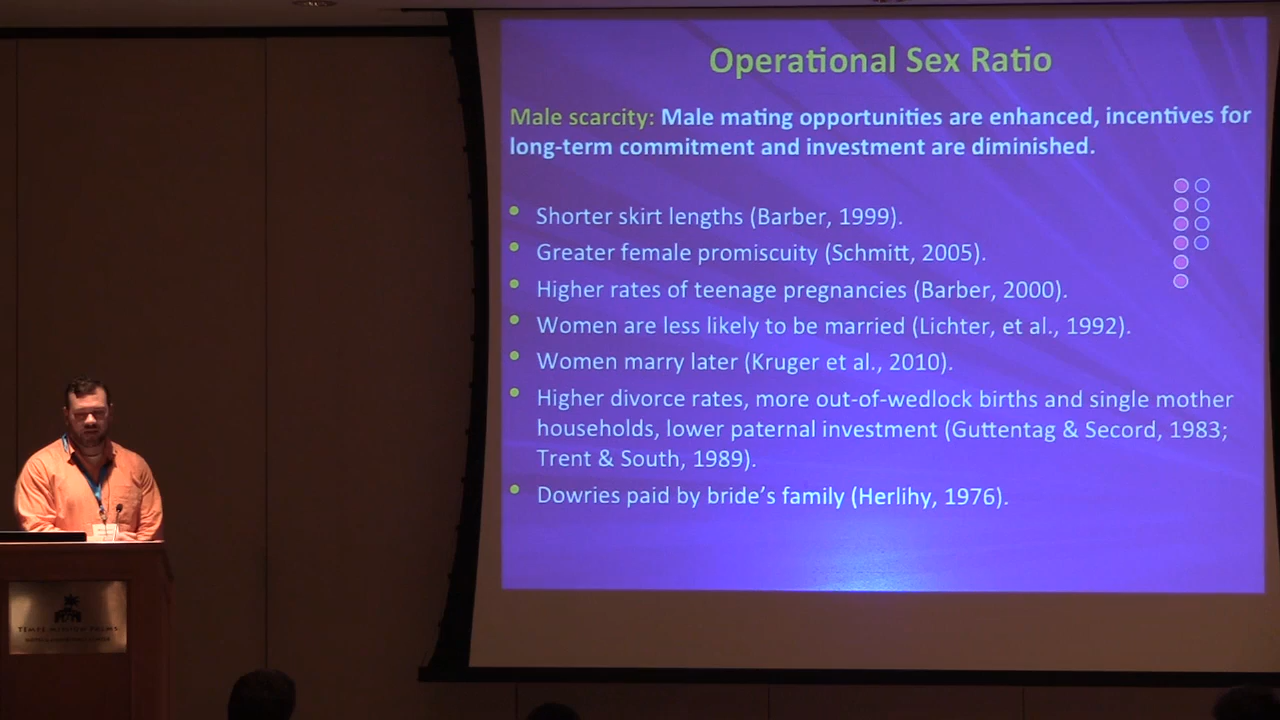 Operational Sex Ratio
Male scarcity: Male mating opportunities are enhanced, incentives for
long-term commitment and investment are diminished.
• Shorter skirt lengths (Barber, 1999).
• Greater female promiscuity (Schmitt, 2005).
• Higher rates of teenage pregnancies (Barber, 2000).
• Women are less likely to be married (Lichter, et al., 1992).
• Women marry later (Kruger et al., 2010).
• Higher divorce rates, more out-of-wedlock births and single mother
households, lower paternal investment (Guttentag & Secord, 1983;
Trent & South, 1989).
• Dowries paid by bride's family (Herlihy, 1976).
TEMPE MISSION PALMS